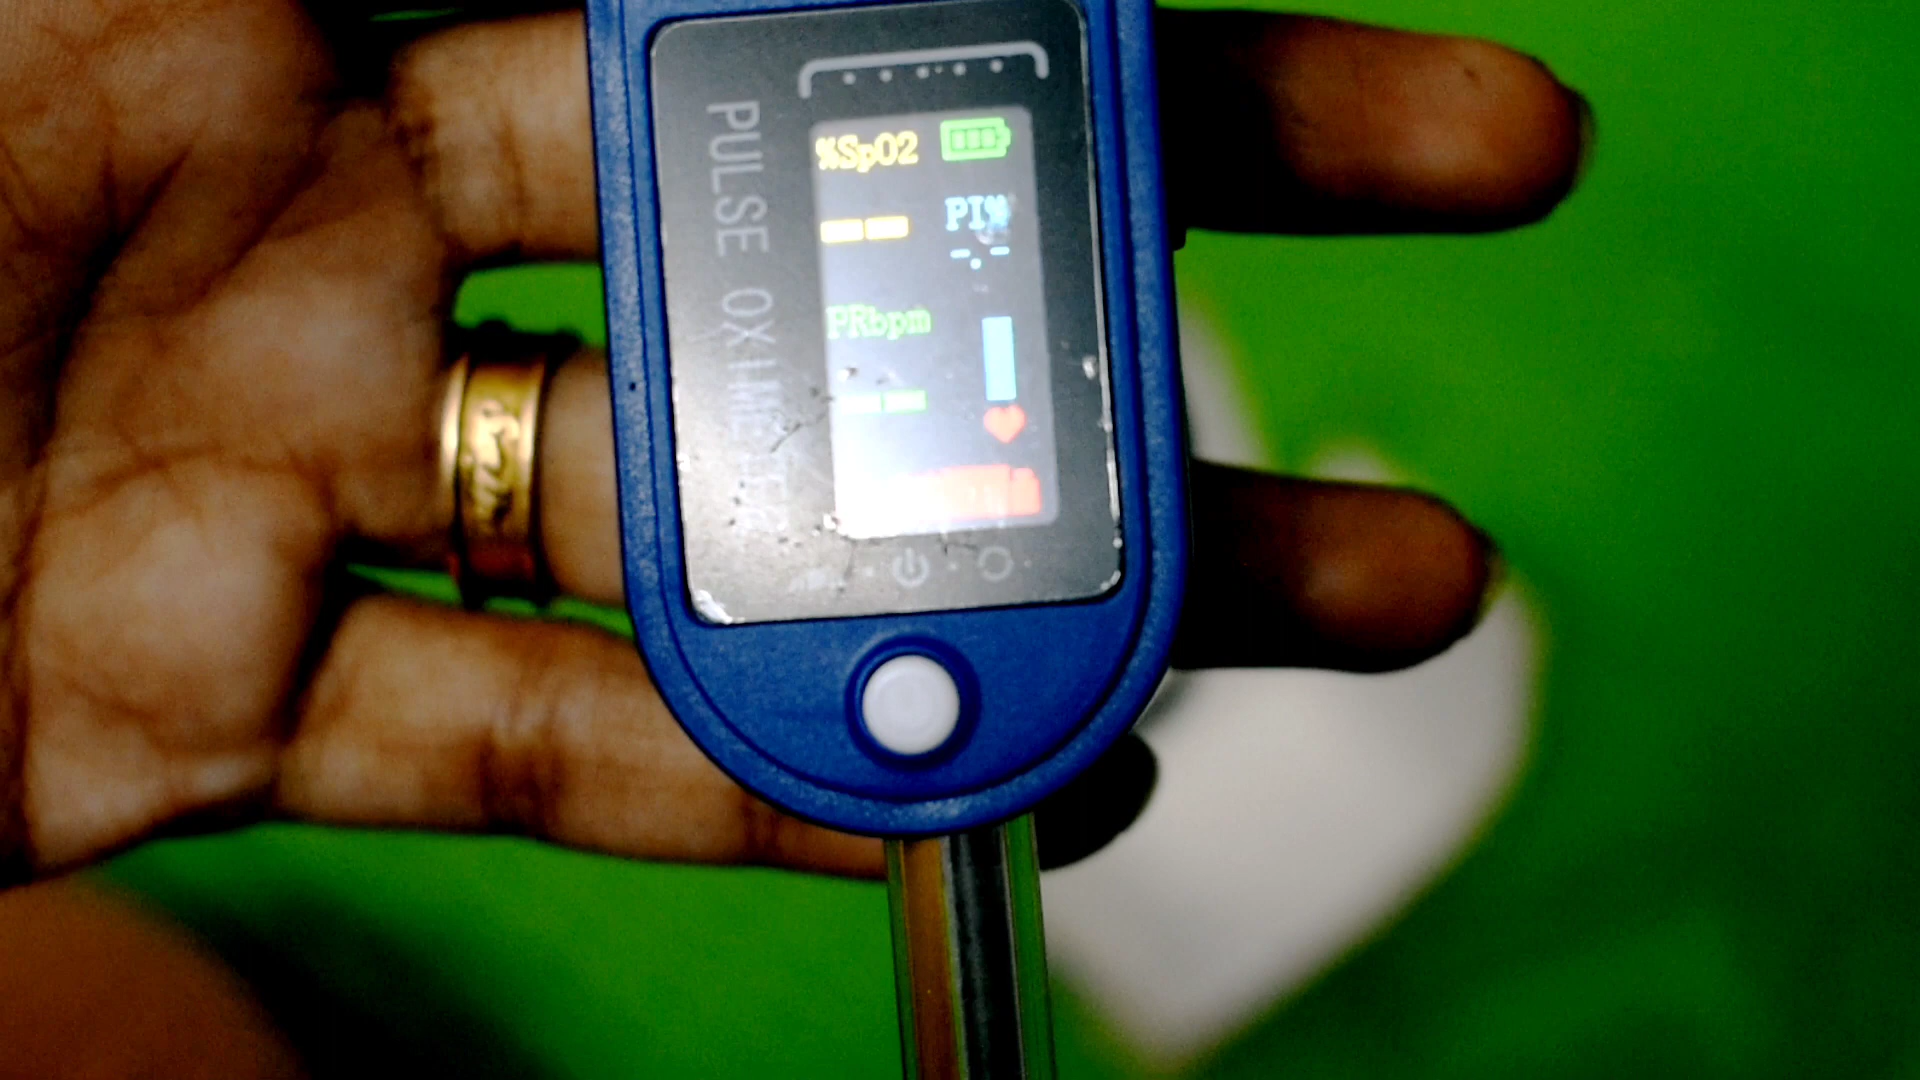 PULSE OXIMETER
%SpO2
PI%
-.-
PRbpm